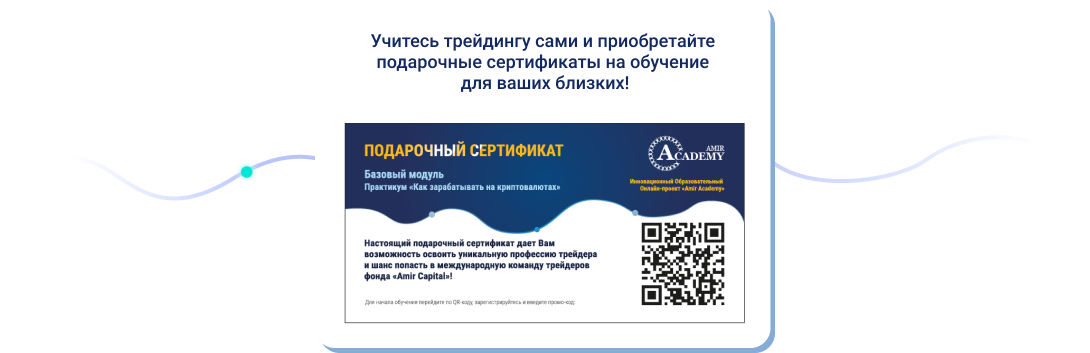 Учитесь трейдингу сами и приобретайте
подарочные сертификаты на обучение
для ваших близких!
ПОДАРОЧНЫЙ СЕРТИФИКАТ
Базовый модуль
Практикум «Как зарабатывать на криптовалютах»
AMIR
ACADEMY
Инновационный Образовательный
Онлайн-проект «Amir Academy»
Настоящий подарочный сертификат дает Вам
возможность освоить уникальную профессию трейдера
и шанс попасть в международную команду трейдеров
фонда «Amir Capital»!
Для начала обучения перейдите по QR-коду, зарегистрируйтесь и введите промо-код: